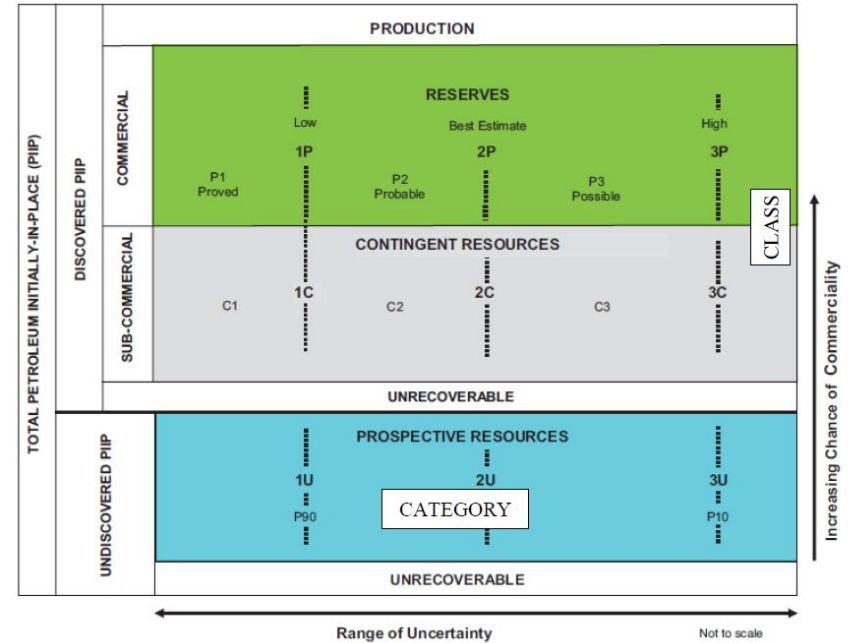 TOTAL PETROLEUM INITIALLY-IN-PLACE (PIIP)
DISCOVERED PIIP
UNDISCOVERED PIIP
COMMERCIAL
SUB-COMMERCIAL
PRODUCTION
RESERVES
Low
Best Estimate
High
1P
2P
3P
P1
Proved
P2
Probable
P3
Possible
CLASS
CONTINGENT RESOURCES
1C
2C
3C
C1
C2
C3
UNRECOVERABLE
PROSPECTIVE RESOURCES
1U
2U
3U
P90
CATEGORY
P10
UNRECOVERABLE
Increasing Chance of Commerciality
Range of Uncertainty
Not to scale